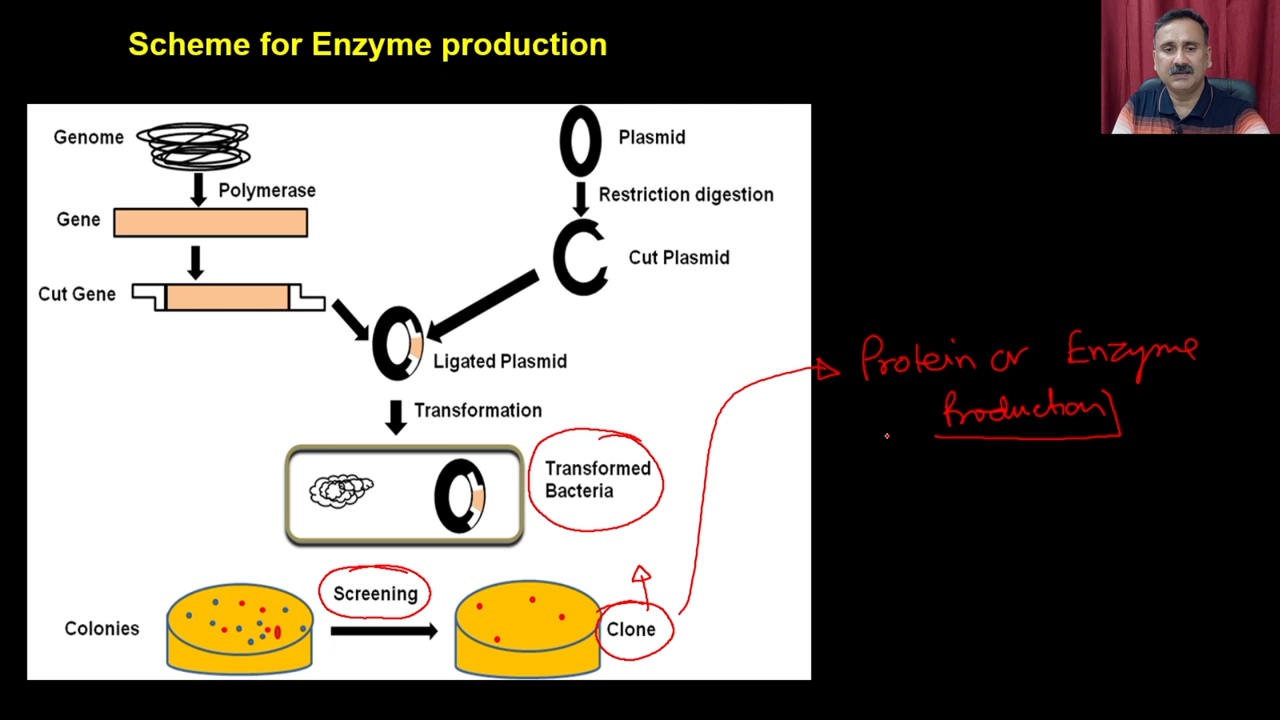 Scheme for Enzyme production
Genome
Plasmid
Polymerase
Restriction digestion
Gene
Cut Plasmid
Cut Gene
Ligated Plasmid
Protein or Enzyme
Production
Transformation
Transformed
Bacteria
Screening
Colonies
Clone